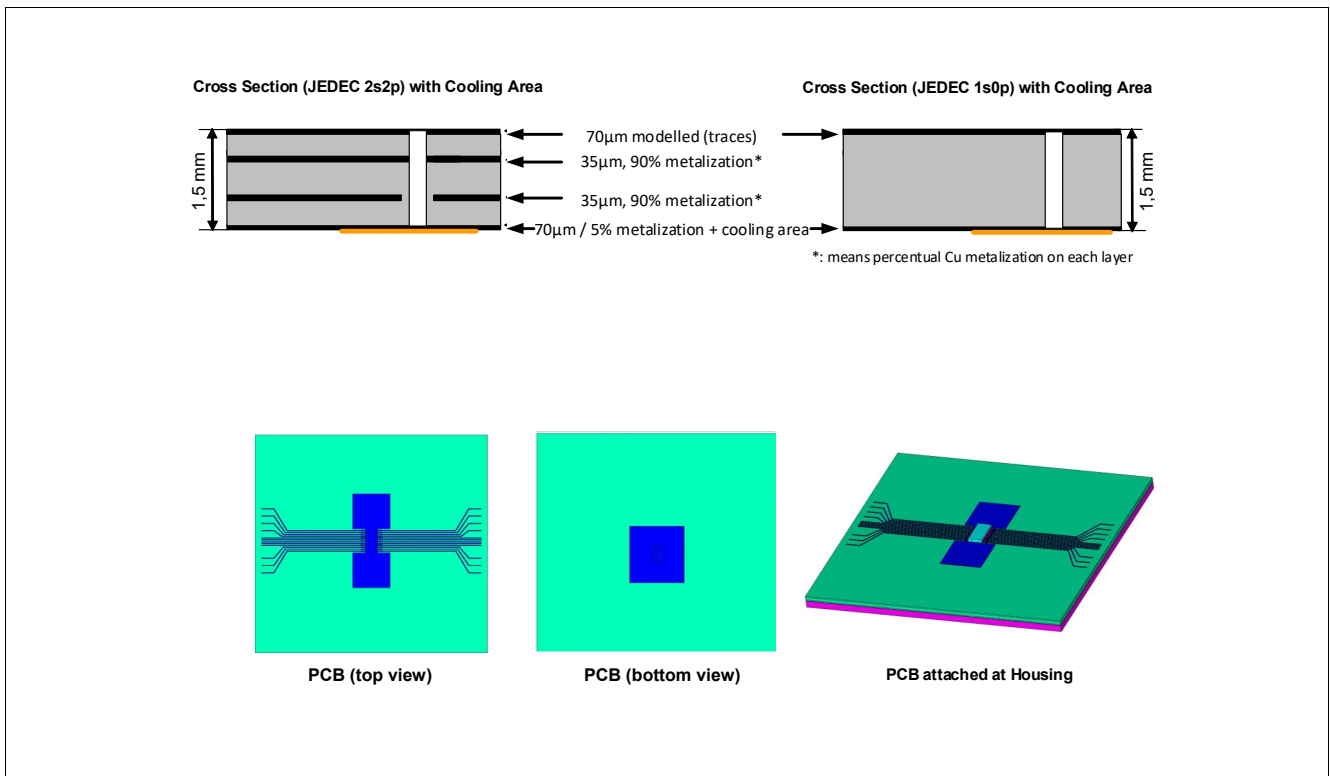 Cross Section (JEDEC 2s2p) with Cooling Area
Cross Section (JEDEC 1s0p) with Cooling Area
1,5 mm
70µm modelled (traces)
35µm, 90% metalization*
35µm, 90% metalization*
70µm / 5% metalization + cooling area
1,5 mm
*: means percentual Cu metalization on each layer
PCB (top view)
PCB (bottom view)
PCB attached at Housing